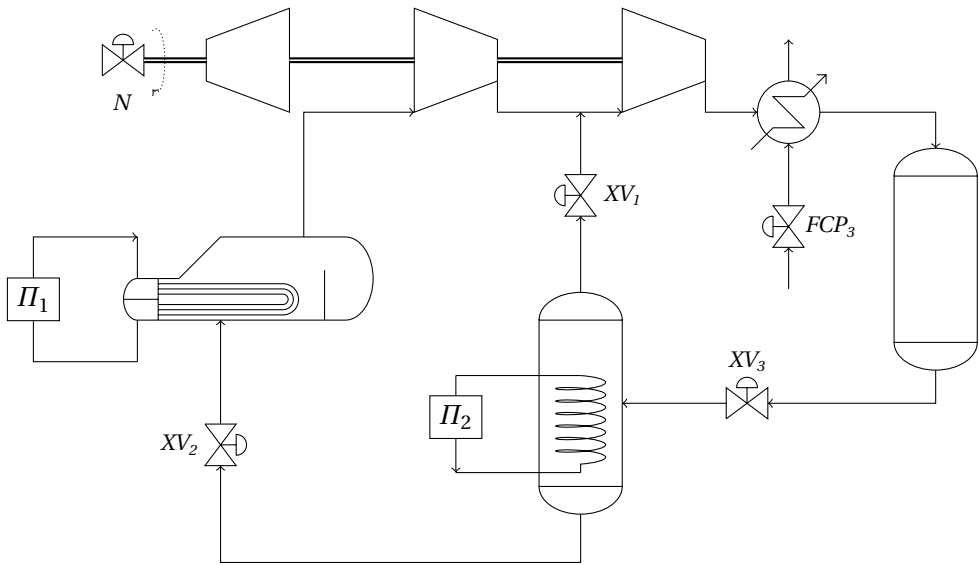 N
XV₁
FCP₃
Π₁
XV₃
Π₂
XV₂